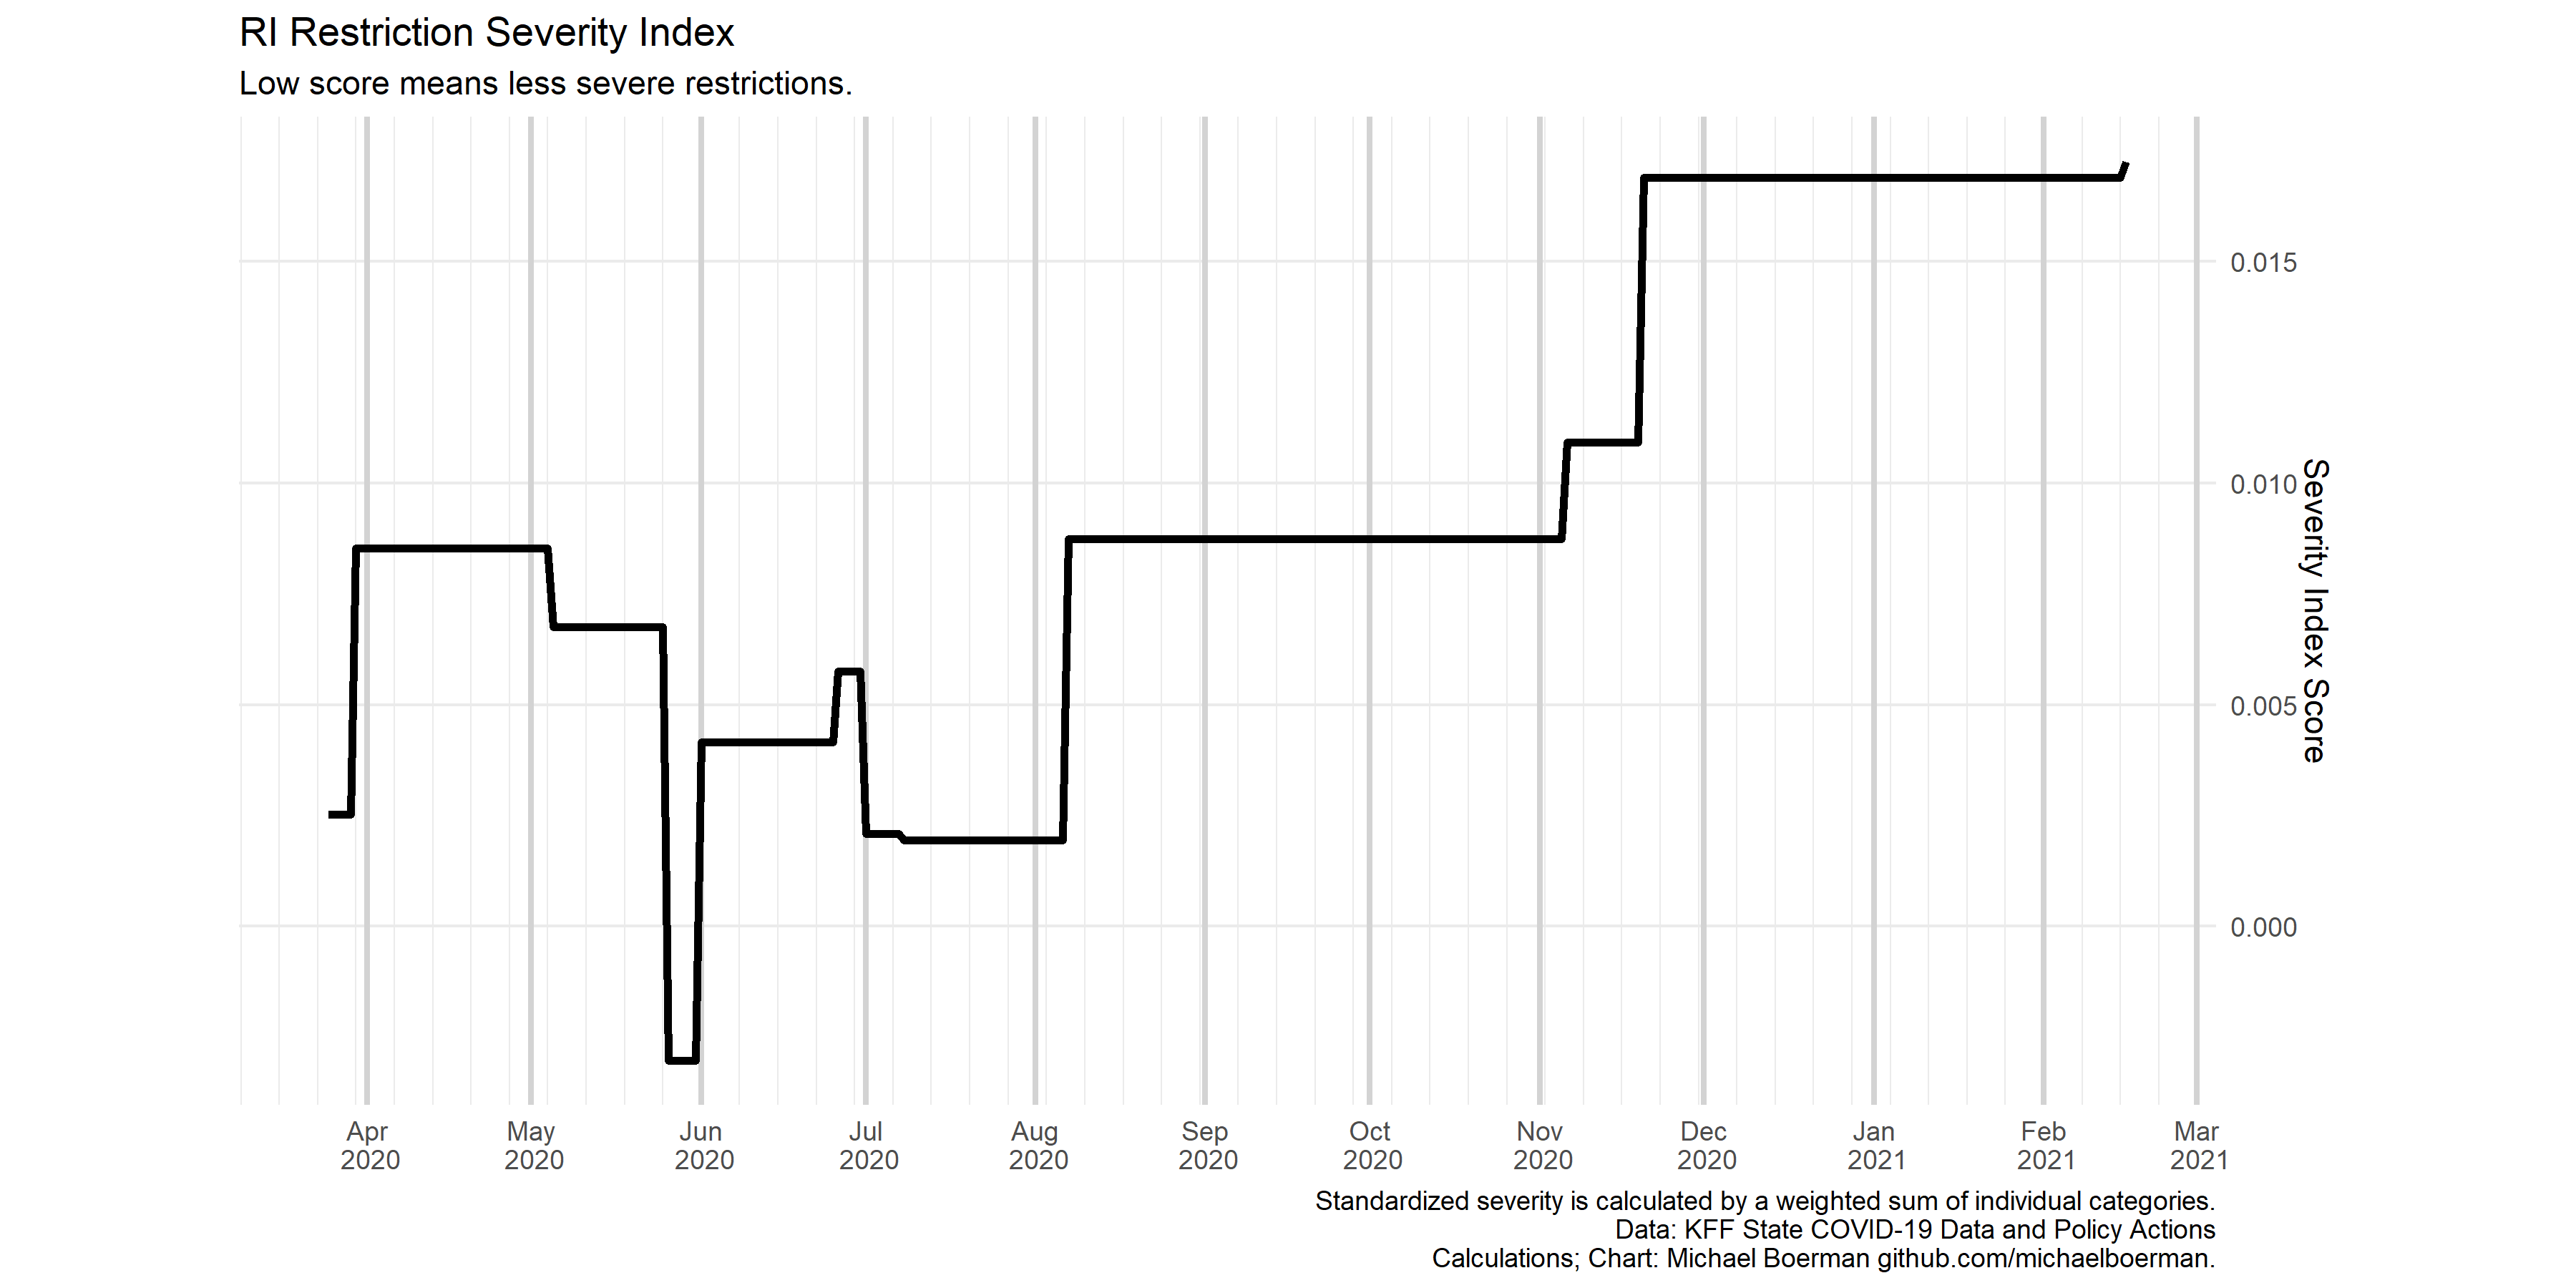 RI Restriction Severity Index
Low score means less severe restrictions.
0.015
0.010
0.005
0.000
Severity Index Score
Apr May Jun Jul Aug Sep Oct Nov Dec Jan Feb Mar
2020 2020 2020 2020 2020 2020 2020 2020 2020 2021 2021 2021
Standardized severity is calculated by a weighted sum of individual categories.
Data: KFF State COVID-19 Data and Policy Actions
Calculations; Chart: Michael Boerman github.com/michaelboerman.